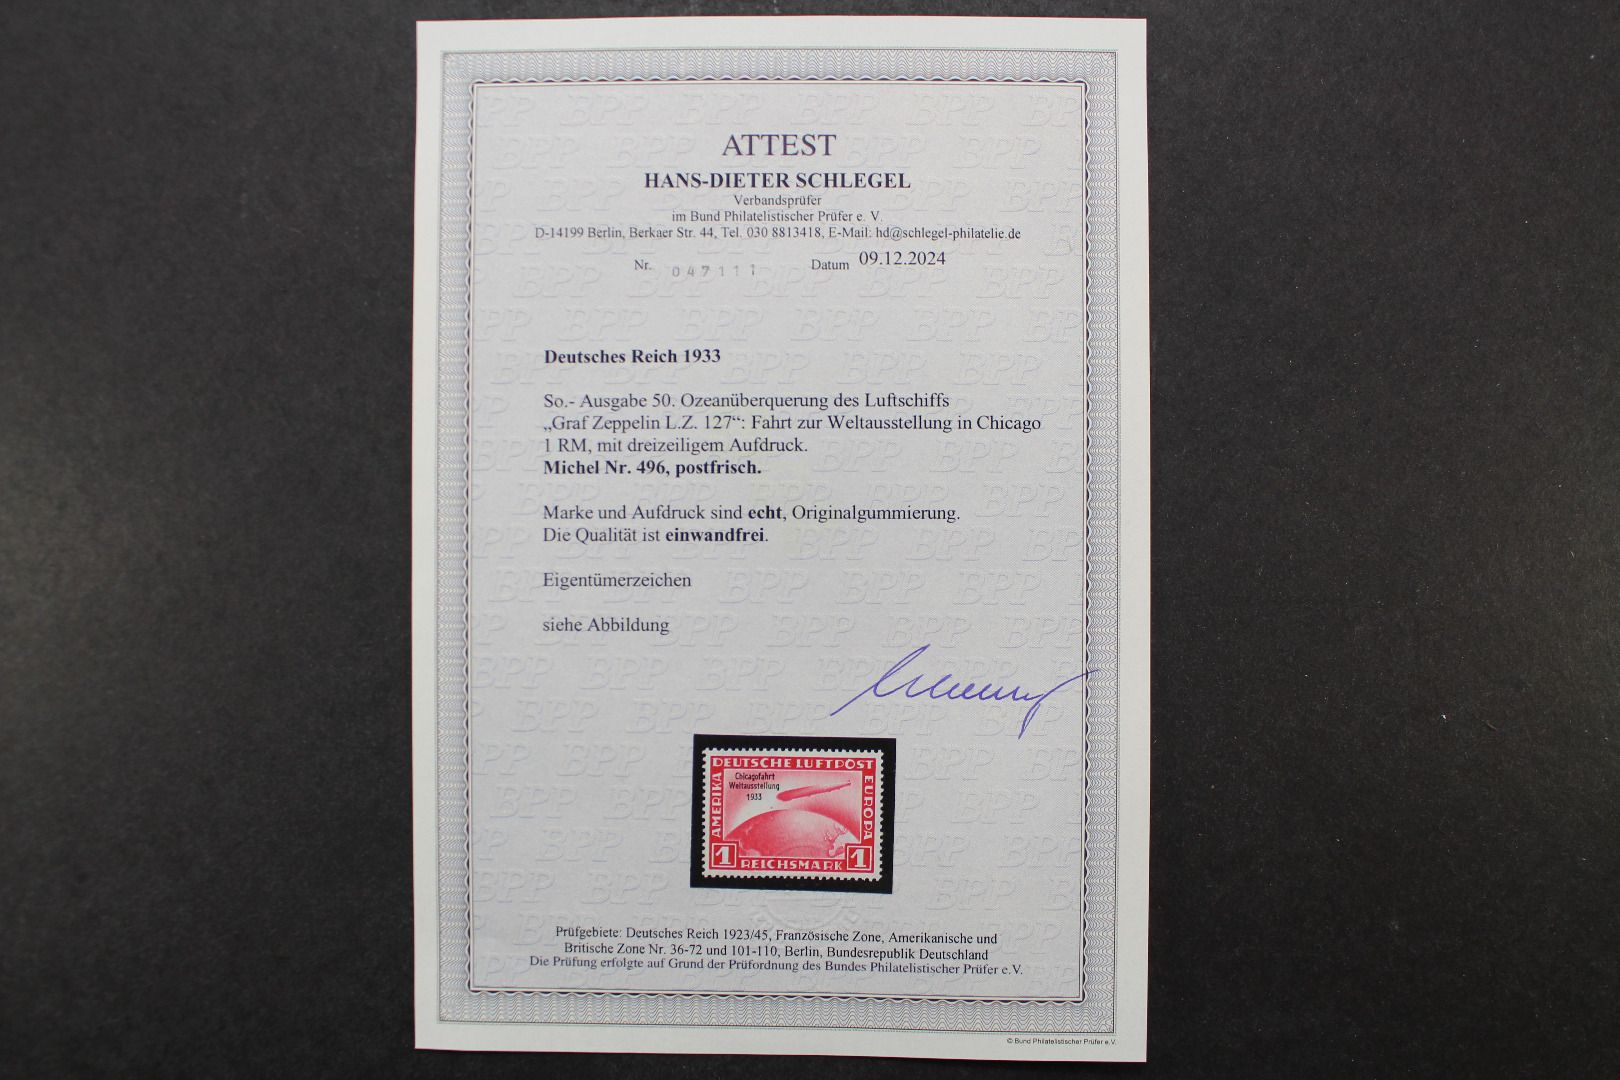 ATTEST
HANS-DIETER SCHLEGEL
Verbandsprüfer
im Bund Philatelistischer Prüfer e. V.
D-14199 Berlin, Berkaer Str. 44, Tel. 030 8813418, E-Mail: hd@schlegel-philatelie.de
Nr. 047111 Datum 09.12.2024
Deutsches Reich 1933
So.- Ausgabe 50. Ozeanüberquerung des Luftschiffs
„Graf Zeppelin L.Z. 127“: Fahrt zur Weltausstellung in Chicago
1 RM, mit dreizeiligem Aufdruck.
Michel Nr. 496, postfrisch.
Marke und Aufdruck sind echt, Originalgummierung.
Die Qualität ist einwandfrei.
Eigentümerzeichen
siehe Abbildung
DEUTSCHE LUFTPOST
Chicagofahrt
Weltausstellung
1933
AMERIKA
EUROPA
1 REICHSMARK 1
Prüfgebiete: Deutsches Reich 1923/45, Französische Zone, Amerikanische und
Britische Zone Nr. 36-72 und 101-110, Berlin, Bundesrepublik Deutschland
Die Prüfung erfolgte auf Grund der Prüfordnung des Bundes Philatelistischer Prüfer e.V.
© Bund Philatelistischer Prüfer e.V.